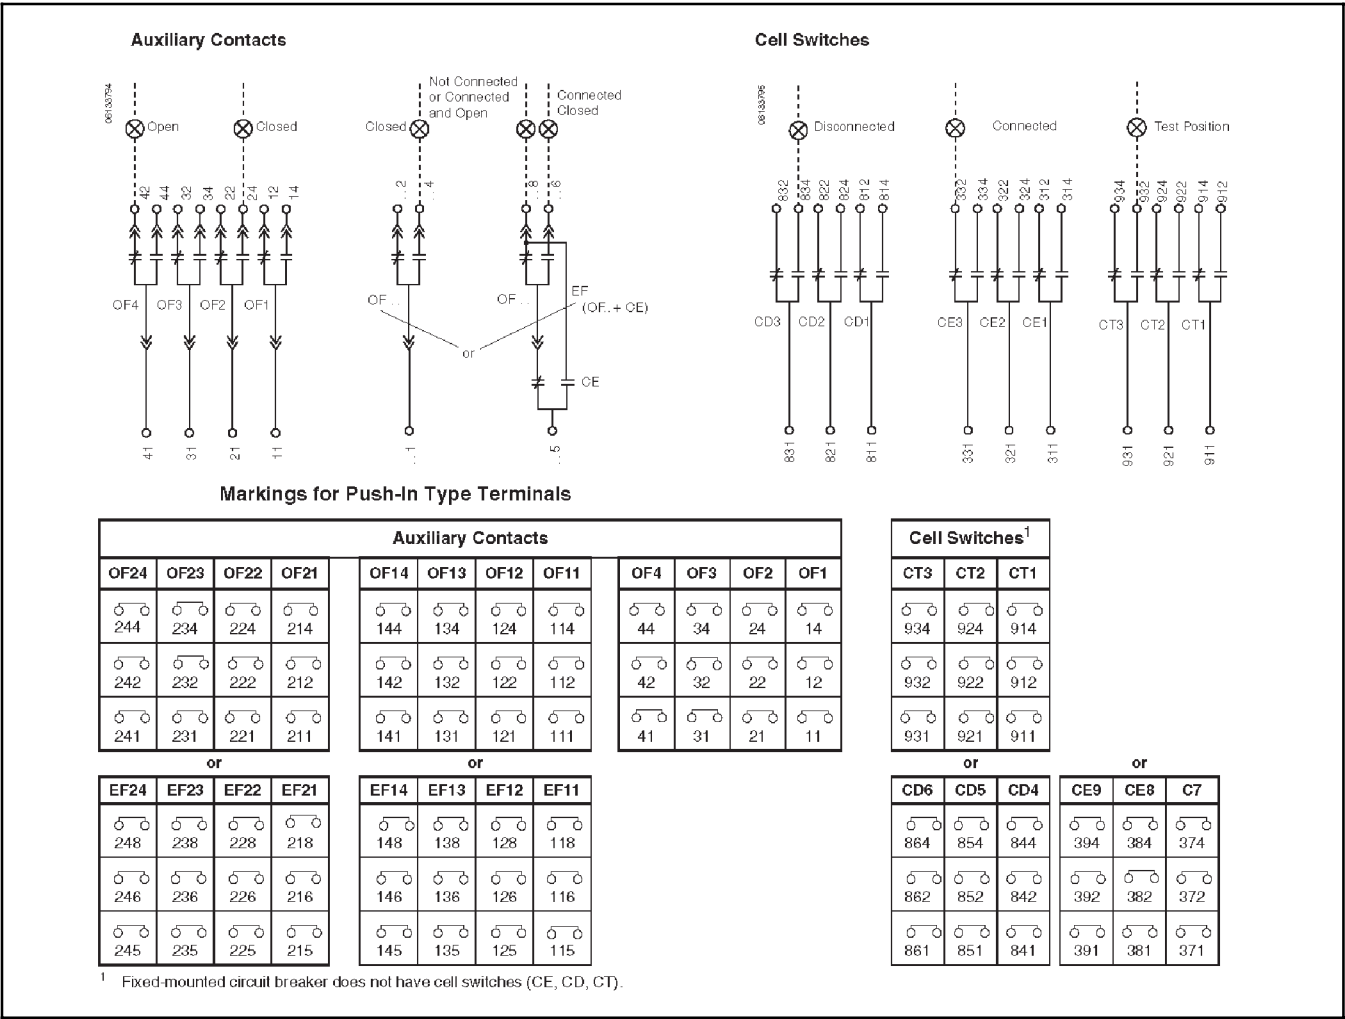 Auxiliary Contacts
Cell Switches
06133794
Open
Closed
Closed
Not Connected
or Connected
and Open
Connected
Closed
06133795
Disconnected
Connected
Test Position
42 44 32 34 22 24 12 14
..2 ..4 ..8 ..6
832 834 822 824 812 814
332 334 322 324 312 314
934 932 924 922 914 912
OF4 OF3 OF2 OF1
OF...
OF...
EF
(OF..+ CE)
or
CE
CD3 CD2 CD1
CE3 CE2 CE1
CT3 CT2 CT1
41 31 21 11
..1 ..5
831 821 811
331 321 311
931 921 911
Markings for Push-In Type Terminals
Auxiliary Contacts
Cell Switches1
OF24 OF23 OF22 OF21 OF14 OF13 OF12 OF11 OF4 OF3 OF2 OF1 CT3 CT2 CT1
244 234 224 214 144 134 124 114 44 34 24 14 934 924 914
242 232 222 212 142 132 122 112 42 32 22 12 932 922 912
241 231 221 211 141 131 121 111 41 31 21 11 931 921 911
or or or or
EF24 EF23 EF22 EF21 EF14 EF13 EF12 EF11 CD6 CD5 CD4 CE9 CE8 C7
248 238 228 218 148 138 128 118 864 854 844 394 384 374
246 236 226 216 146 136 126 116 862 852 842 392 382 372
245 235 225 215 145 135 125 115 861 851 841 391 381 371
1 Fixed-mounted circuit breaker does not have cell switches (CE, CD, CT).